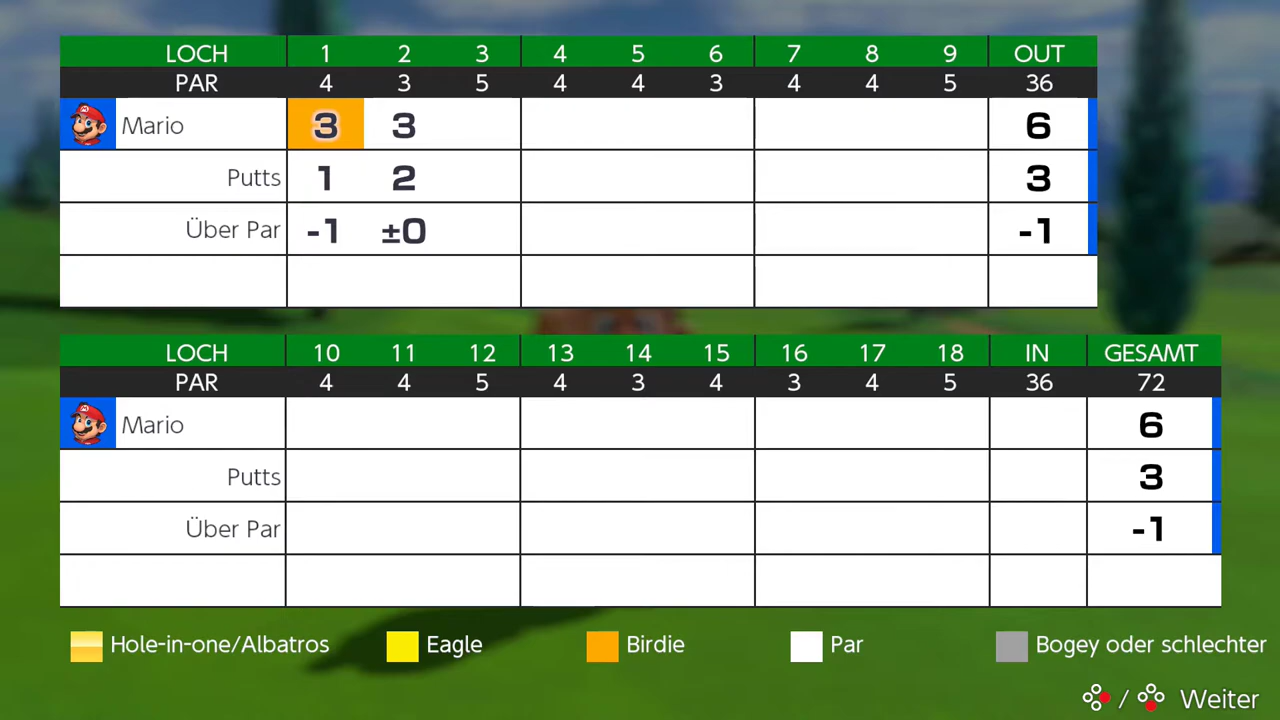 LOCH 1 2 3 4 5 6 7 8 9 OUT
PAR 4 3 5 4 4 3 4 4 5 36
Mario 3 3 6
Putts 1 2 3
Über Par -1 ±0 -1
LOCH 10 11 12 13 14 15 16 17 18 IN GESAMT
PAR 4 4 5 4 3 4 3 4 5 36 72
Mario 6
Putts 3
Über Par -1
Hole-in-one/Albatros Eagle Birdie Par Bogey oder schlechter
/ Weiter